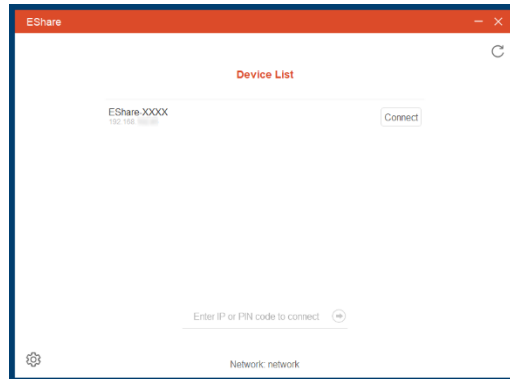 EShare
Device List
EShare-XXXX
192.168.
Connect
Enter IP or PIN code to connect
Network: network